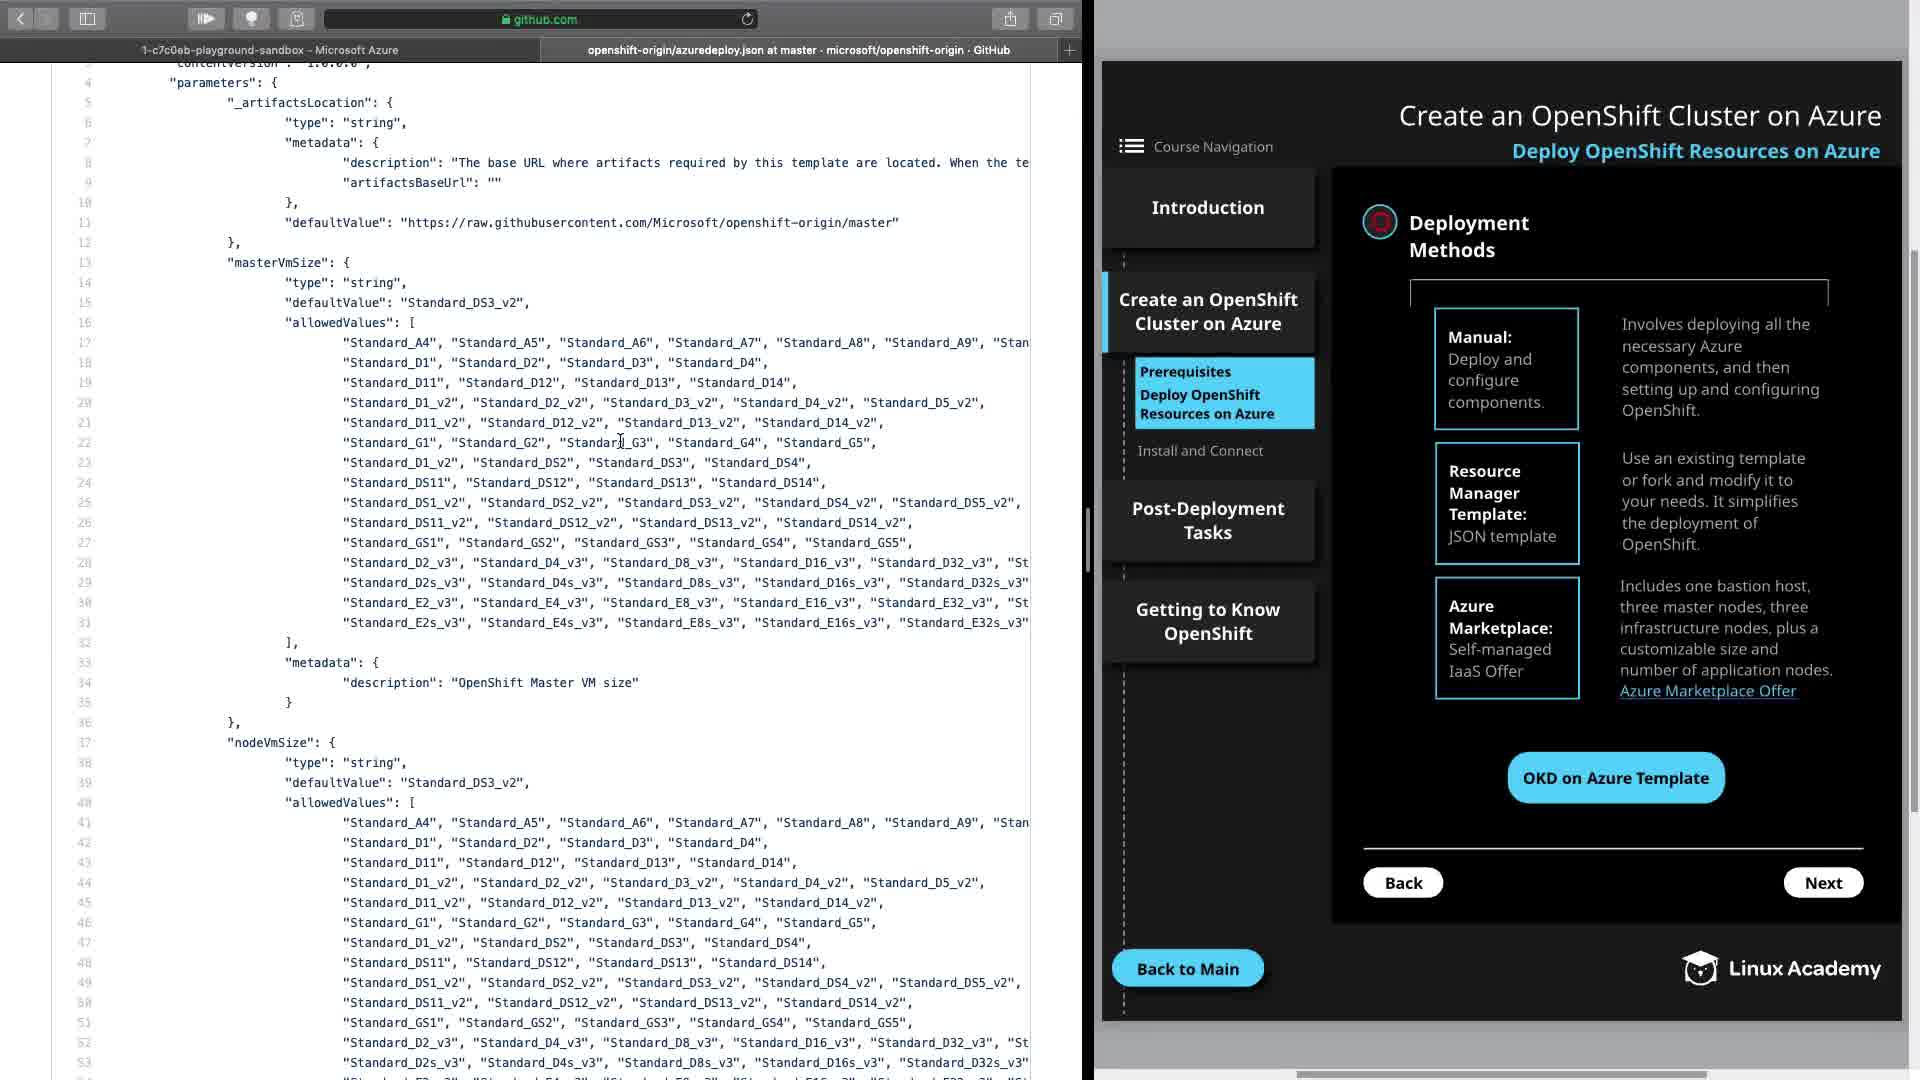 github.com
1-c7c0eb-playground-sandbox - Microsoft Azure
openshift-origin/azuredeploy.json at master · microsoft/openshift-origin · GitHub
4 "parameters": {
5 "_artifactsLocation": {
6 "type": "string",
7 "metadata": {
8 "description": "The base URL where artifacts required by this template are located. When the te
9 "artifactsBaseUrl": ""
10 },
11 "defaultValue": "https://raw.githubusercontent.com/Microsoft/openshift-origin/master"
12 },
13 "masterVmSize": {
14 "type": "string",
15 "defaultValue": "Standard_DS3_v2",
16 "allowedValues": [
17 "Standard_A4", "Standard_A5", "Standard_A6", "Standard_A7", "Standard_A8", "Standard_A9", "Stan
18 "Standard_D1", "Standard_D2", "Standard_D3", "Standard_D4",
19 "Standard_D11", "Standard_D12", "Standard_D13", "Standard_D14",
20 "Standard_D1_v2", "Standard_D2_v2", "Standard_D3_v2", "Standard_D4_v2", "Standard_D5_v2",
21 "Standard_D11_v2", "Standard_D12_v2", "Standard_D13_v2", "Standard_D14_v2",
22 "Standard_G1", "Standard_G2", "Standard_G3", "Standard_G4", "Standard_G5",
23 "Standard_D1_v2", "Standard_DS2", "Standard_DS3", "Standard_DS4",
24 "Standard_DS11", "Standard_DS12", "Standard_DS13", "Standard_DS14",
25 "Standard_DS1_v2", "Standard_DS2_v2", "Standard_DS3_v2", "Standard_DS4_v2", "Standard_DS5_v2",
26 "Standard_DS11_v2", "Standard_DS12_v2", "Standard_DS13_v2", "Standard_DS14_v2",
27 "Standard_GS1", "Standard_GS2", "Standard_GS3", "Standard_GS4", "Standard_GS5",
28 "Standard_D2_v3", "Standard_D4_v3", "Standard_D8_v3", "Standard_D16_v3", "Standard_D32_v3", "St
29 "Standard_D2s_v3", "Standard_D4s_v3", "Standard_D8s_v3", "Standard_D16s_v3", "Standard_D32s_v3"
30 "Standard_E2_v3", "Standard_E4_v3", "Standard_E8_v3", "Standard_E16_v3", "Standard_E32_v3", "St
31 "Standard_E2s_v3", "Standard_E4s_v3", "Standard_E8s_v3", "Standard_E16s_v3", "Standard_E32s_v3"
32 ],
33 "metadata": {
34 "description": "OpenShift Master VM size"
35 }
36 },
37 "nodeVmSize": {
38 "type": "string",
39 "defaultValue": "Standard_DS3_v2",
40 "allowedValues": [
41 "Standard_A4", "Standard_A5", "Standard_A6", "Standard_A7", "Standard_A8", "Standard_A9", "Stan
42 "Standard_D1", "Standard_D2", "Standard_D3", "Standard_D4",
43 "Standard_D11", "Standard_D12", "Standard_D13", "Standard_D14",
44 "Standard_D1_v2", "Standard_D2_v2", "Standard_D3_v2", "Standard_D4_v2", "Standard_D5_v2",
45 "Standard_D11_v2", "Standard_D12_v2", "Standard_D13_v2", "Standard_D14_v2",
46 "Standard_G1", "Standard_G2", "Standard_G3", "Standard_G4", "Standard_G5",
47 "Standard_D1_v2", "Standard_DS2", "Standard_DS3", "Standard_DS4",
48 "Standard_DS11", "Standard_DS12", "Standard_DS13", "Standard_DS14",
49 "Standard_DS1_v2", "Standard_DS2_v2", "Standard_DS3_v2", "Standard_DS4_v2", "Standard_DS5_v2",
50 "Standard_DS11_v2", "Standard_DS12_v2", "Standard_DS13_v2", "Standard_DS14_v2",
51 "Standard_GS1", "Standard_GS2", "Standard_GS3", "Standard_GS4", "Standard_GS5",
52 "Standard_D2_v3", "Standard_D4_v3", "Standard_D8_v3", "Standard_D16_v3", "Standard_D32_v3", "St
53 "Standard_D2s_v3", "Standard_D4s_v3", "Standard_D8s_v3", "Standard_D16s_v3", "Standard_D32s_v3"
Create an OpenShift Cluster on Azure
Deploy OpenShift Resources on Azure
Course Navigation
Introduction
Create an OpenShift
Cluster on Azure
Prerequisites
Deploy OpenShift
Resources on Azure
Install and Connect
Post-Deployment
Tasks
Getting to Know
OpenShift
Back to Main
Deployment
Methods
Manual:
Deploy and
configure
components.
Involves deploying all the
necessary Azure
components, and then
setting up and configuring
OpenShift.
Resource
Manager
Template:
JSON template
Use an existing template
or fork and modify it to
your needs. It simplifies
the deployment of
OpenShift.
Azure
Marketplace:
Self-managed
IaaS Offer
Includes one bastion host,
three master nodes, three
infrastructure nodes, plus a
customizable size and
number of application nodes.
Azure Marketplace Offer
OKD on Azure Template
Back
Next
Linux Academy